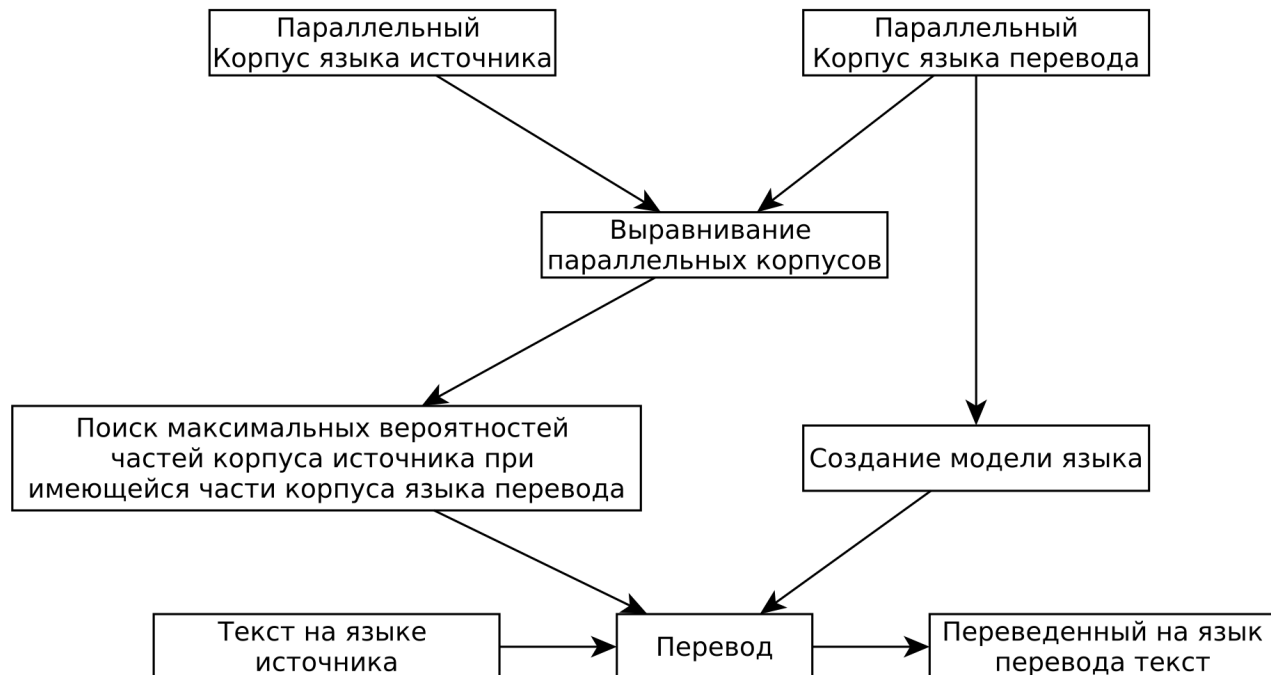 Параллельный
Корпус языка источника
Параллельный
Корпус языка перевода
Выравнивание
параллельных корпусов
Поиск максимальных вероятностей
частей корпуса источника при
имеющейся части корпуса языка перевода
Создание модели языка
Текст на языке
источника
Перевод
Переведенный на язык
перевода текст